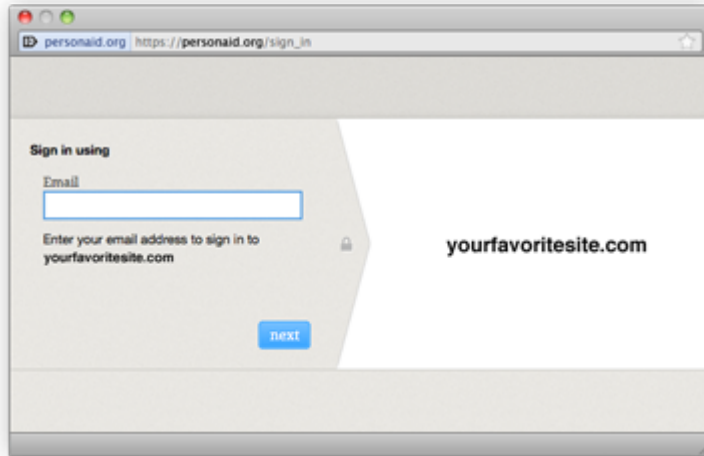 personaid.org https://personaid.org/sign_in
Sign in using
Email
Enter your email address to sign in to
yourfavoritesite.com
next
yourfavoritesite.com